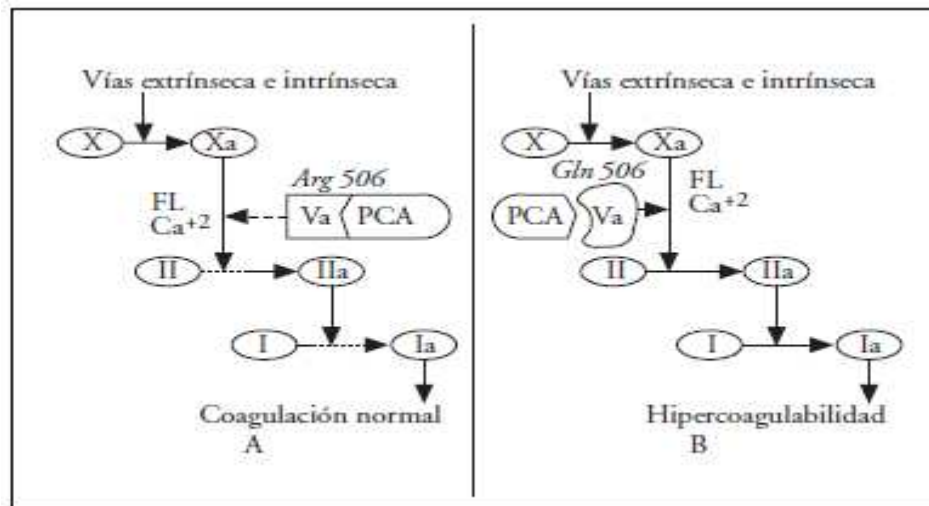 Vías extrínseca e intrínseca
X
Xa
Arg 506
FL
Ca+2
Va
PCA
II
IIa
I
Ia
Coagulación normal
A
Vías extrínseca e intrínseca
X
Xa
Gln 506
FL
Ca+2
PCA
Va
II
IIa
I
Ia
Hipercoagulabilidad
B